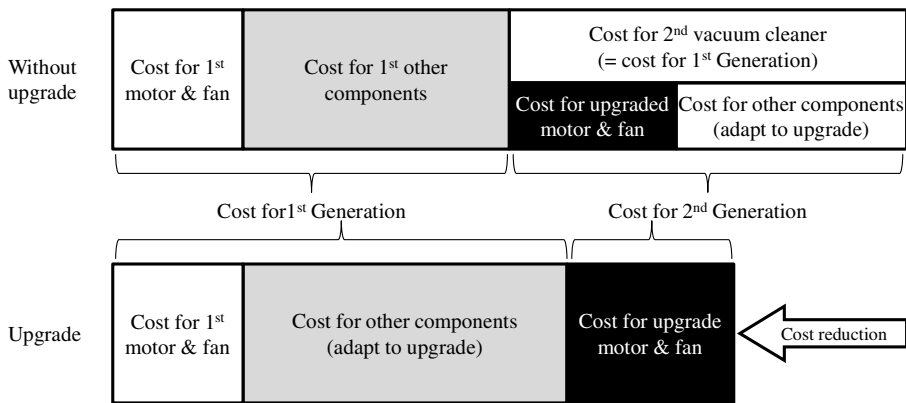 Without
upgrade
Cost for 1st
motor & fan
Cost for 1st other
components
Cost for 2nd vacuum cleaner
(= cost for 1st Generation)
Cost for upgraded
motor & fan
Cost for other components
(adapt to upgrade)
Cost for1st Generation
Cost for 2nd Generation
Upgrade
Cost for 1st
motor & fan
Cost for other components
(adapt to upgrade)
Cost for upgrade
motor & fan
Cost reduction